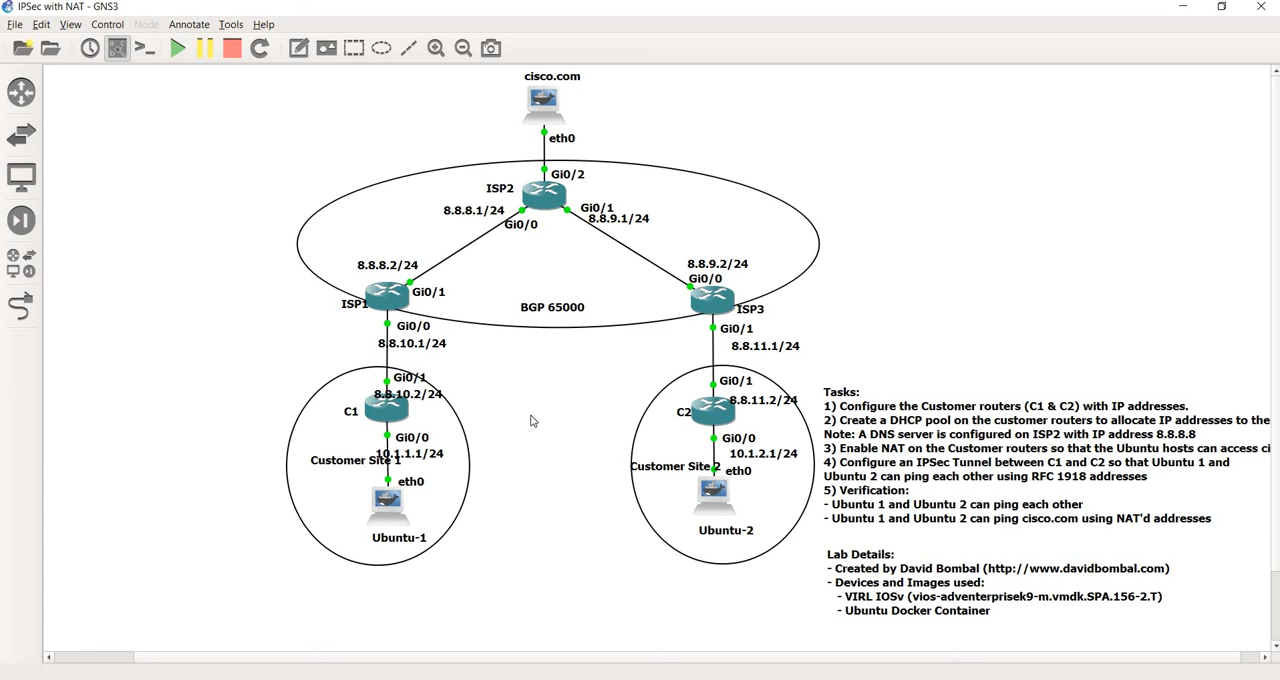 IPSec with NAT - GNS3
File Edit View Control Node Annotate Tools Help
cisco.com
eth0
Gi0/2
ISP2
8.8.8.1/24
Gi0/1
8.8.9.1/24
Gi0/0
8.8.8.2/24
8.8.9.2/24
Gi0/0
Gi0/1
ISP1
BGP 65000
ISP3
Gi0/0
Gi0/1
8.8.10.1/24
8.8.11.1/24
Gi0/1
Gi0/1
8.8.10.2/24
8.8.11.2/24
C1
C2
Gi0/0
Gi0/0
10.1.1.1/24
10.1.2.1/24
Customer Site 1
Customer Site 2
eth0
eth0
Ubuntu-1
Ubuntu-2
Tasks:
1) Configure the Customer routers (C1 & C2) with IP addresses.
2) Create a DHCP pool on the customer routers to allocate IP addresses to the
Note: A DNS server is configured on ISP2 with IP address 8.8.8.8
3) Enable NAT on the Customer routers so that the Ubuntu hosts can access ci
4) Configure an IPSec Tunnel between C1 and C2 so that Ubuntu 1 and
Ubuntu 2 can ping each other using RFC 1918 addresses
5) Verification:
- Ubuntu 1 and Ubuntu 2 can ping each other
- Ubuntu 1 and Ubuntu 2 can ping cisco.com using NAT'd addresses
Lab Details:
- Created by David Bombal (http://www.davidbombal.com)
- Devices and Images used:
- VIRL IOSv (vios-adventerprisek9-m.vmdk.SPA.156-2.T)
- Ubuntu Docker Container